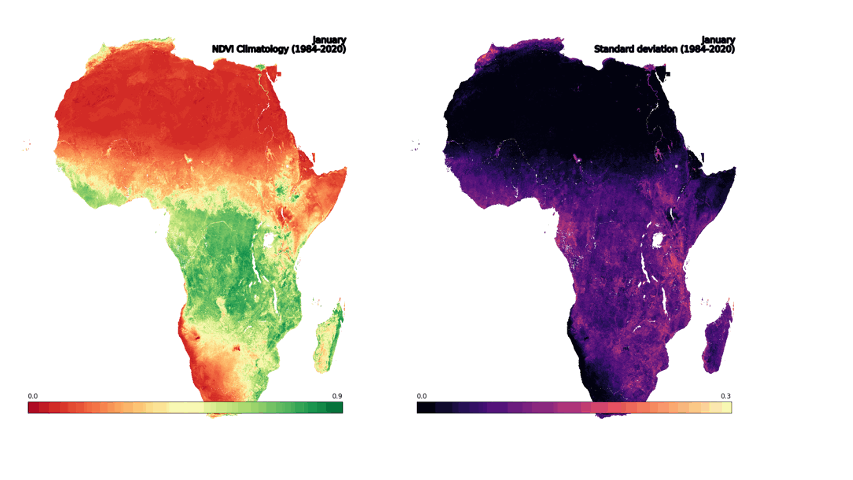 January
NDVI Climatology (1984-2020)
0.0
0.9
January
Standard deviation (1984-2020)
0.0
0.3